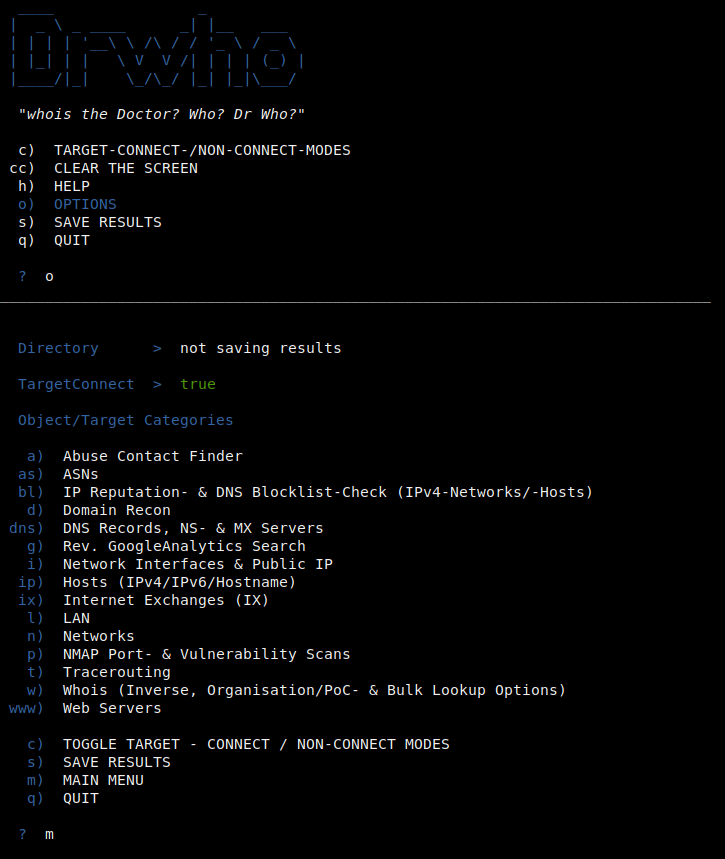 Drwho
"whois the Doctor? Who? Dr Who?"
c) TARGET-CONNECT-/NON-CONNECT-MODES
cc) CLEAR THE SCREEN
h) HELP
o) OPTIONS
s) SAVE RESULTS
q) QUIT
? o
Directory > not saving results
TargetConnect > true
Object/Target Categories
a) Abuse Contact Finder
as) ASNs
bl) IP Reputation- & DNS Blocklist-Check (IPv4-Networks/-Hosts)
d) Domain Recon
dns) DNS Records, NS- & MX Servers
g) Rev. GoogleAnalytics Search
i) Network Interfaces & Public IP
ip) Hosts (IPv4/IPv6/Hostname)
ix) Internet Exchanges (IX)
l) LAN
n) Networks
p) NMAP Port- & Vulnerability Scans
t) Tracerouting
w) Whois (Inverse, Organisation/PoC- & Bulk Lookup Options)
www) Web Servers
c) TOGGLE TARGET - CONNECT / NON-CONNECT MODES
s) SAVE RESULTS
m) MAIN MENU
q) QUIT
? m